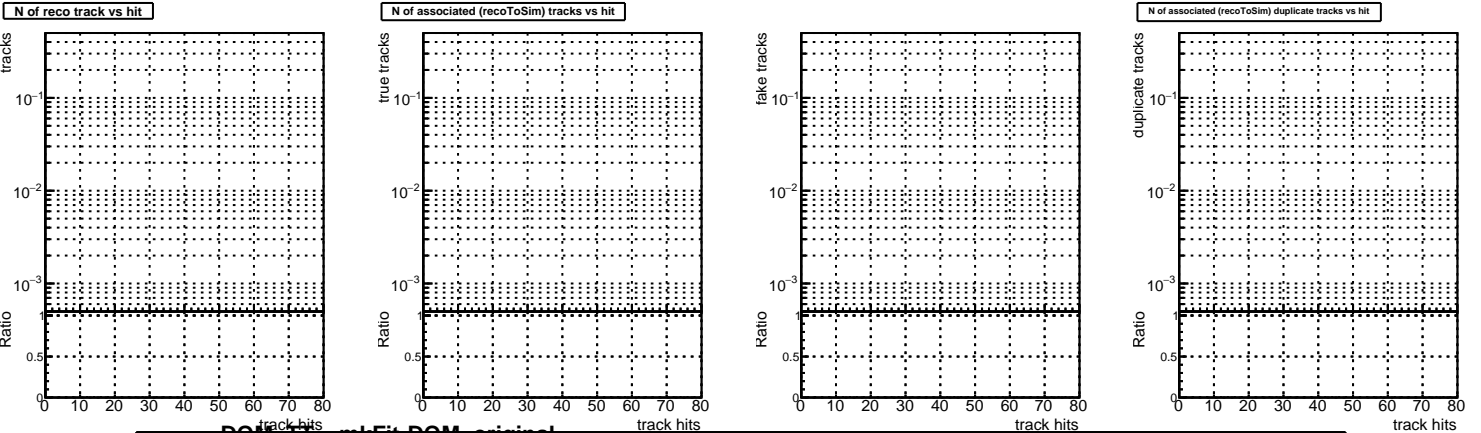 N of reco track vs hit
N of associated (recoToSim) tracks vs hit
N of associated (recoToSim) duplicate tracks vs hit
tracks
10⁻¹
10⁻²
10⁻³
Ratio
1
0.5
0
0 10 20 30 40 50 60 70 80
track hits
true tracks
10⁻¹
10⁻²
10⁻³
Ratio
1
0.5
0
0 10 20 30 40 50 60 70 80
track hits
fake tracks
10⁻¹
10⁻²
10⁻³
Ratio
1
0.5
0
0 10 20 30 40 50 60 70 80
track hits
duplicate tracks
10⁻¹
10⁻²
10⁻³
Ratio
1
0.5
0
0 10 20 30 40 50 60 70 80
track hits